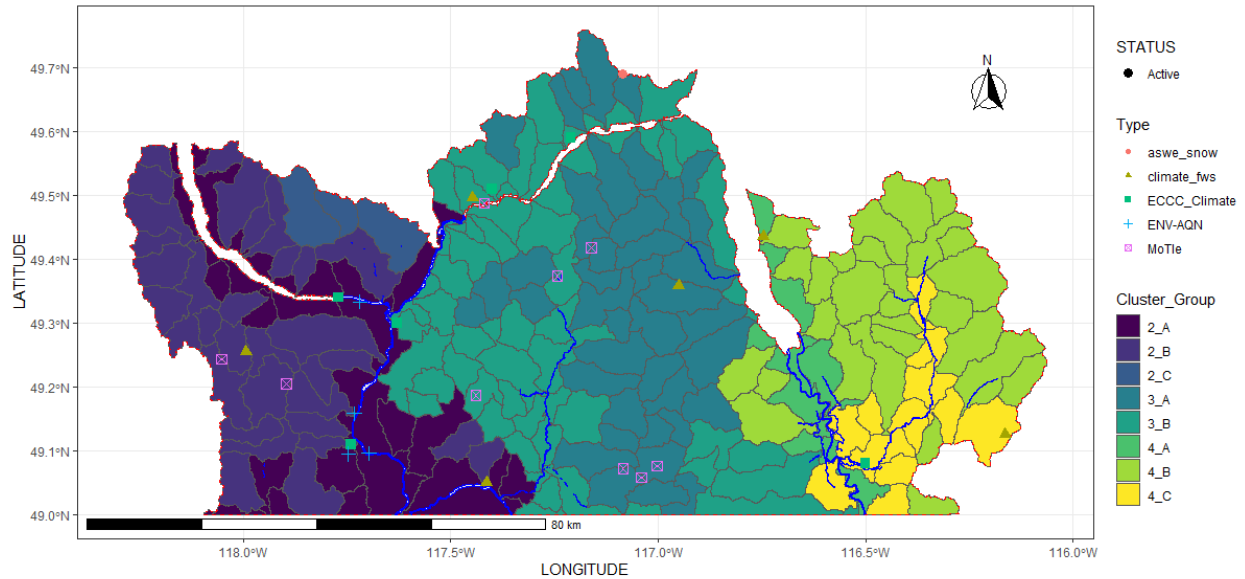 N
49.7°N
49.6°N
49.5°N
49.4°N
49.3°N
49.2°N
49.1°N
49.0°N
LATITUDE
80 km
118.0°W
117.5°W
117.0°W
116.5°W
116.0°W
LONGITUDE
STATUS
Active
Type
aswe_snow
climate_fws
ECCC_Climate
ENV-AQN
MoTIe
Cluster_Group
2_A
2_B
2_C
3_A
3_B
4_A
4_B
4_C